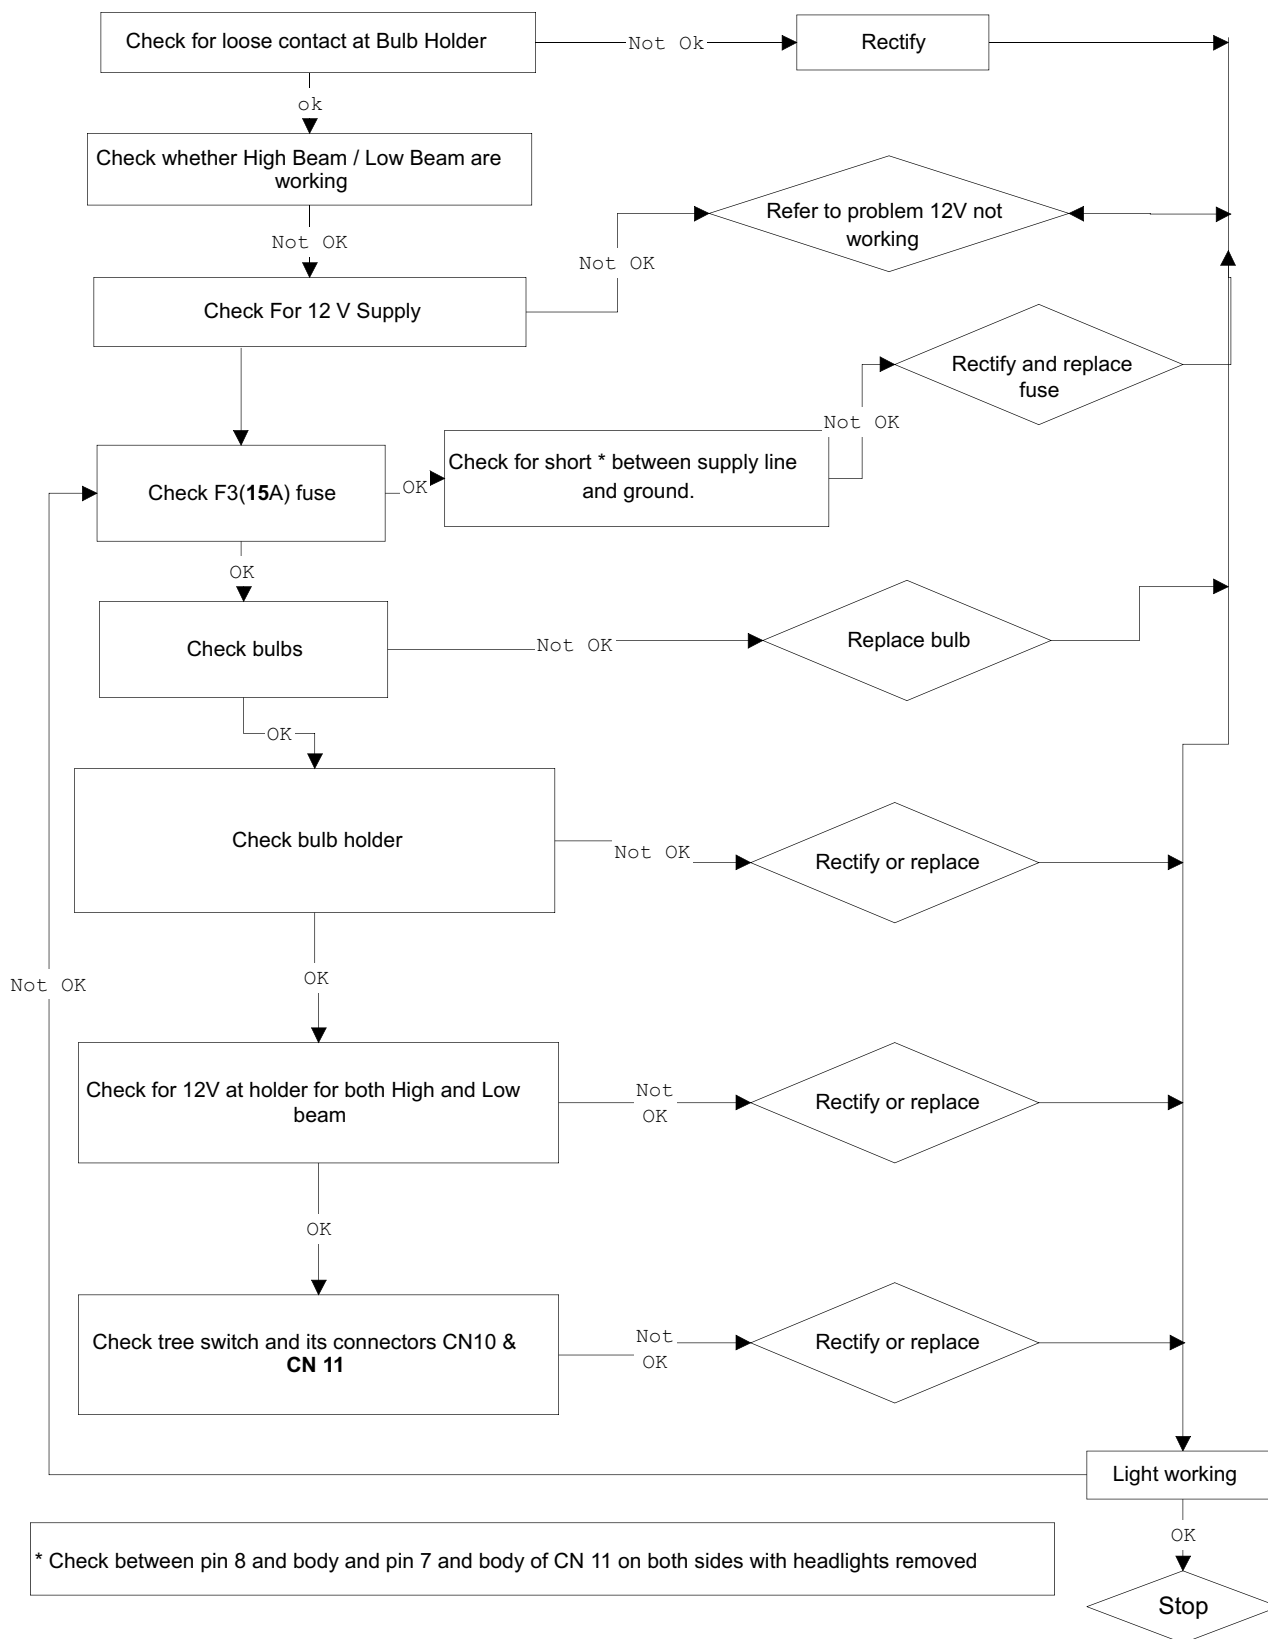 Check for loose contact at Bulb Holder
Not Ok
Rectify
ok
Check whether High Beam / Low Beam are
working
Refer to problem 12V not
working
Not OK
Not OK
Check For 12 V Supply
Rectify and replace
fuse
Not OK
Check for short * between supply line
and ground.
Check F3(15A) fuse
OK
OK
Check bulbs
Not OK
Replace bulb
OK
Check bulb holder
Not OK
Rectify or replace
Not OK
OK
Check for 12V at holder for both High and Low
beam
Not
OK
Rectify or replace
OK
Check tree switch and its connectors CN10 &
CN 11
Not
OK
Rectify or replace
Light working
OK
* Check between pin 8 and body and pin 7 and body of CN 11 on both sides with headlights removed
Stop